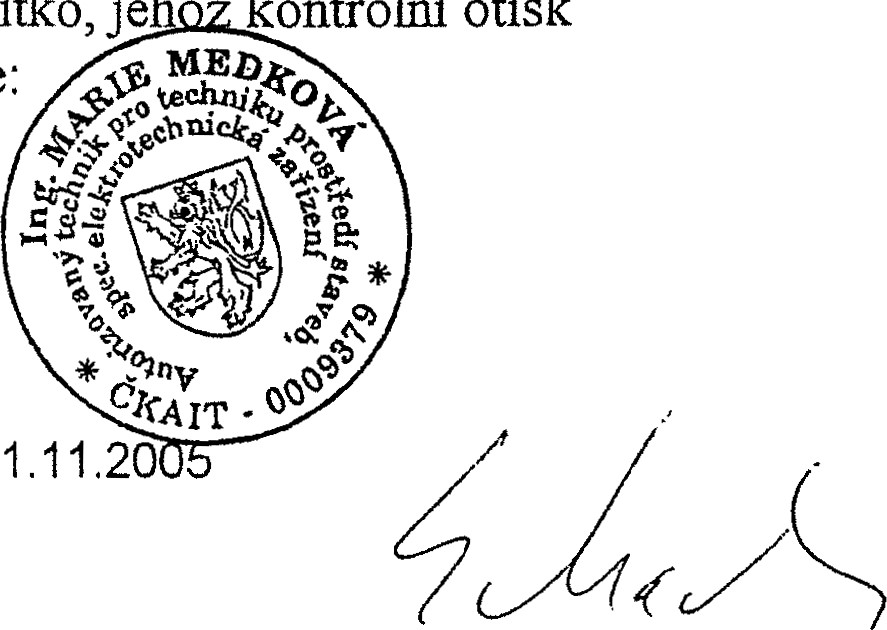 ítko, jehož kontrolní otisk
e:
Ing. MARIE MEDKOVÁ
Autorizovaný technik pro techniku prostředí staveb,
spec. elektrotechnická zařízení
* ČKAIT - 0009379 *
1.11.2005